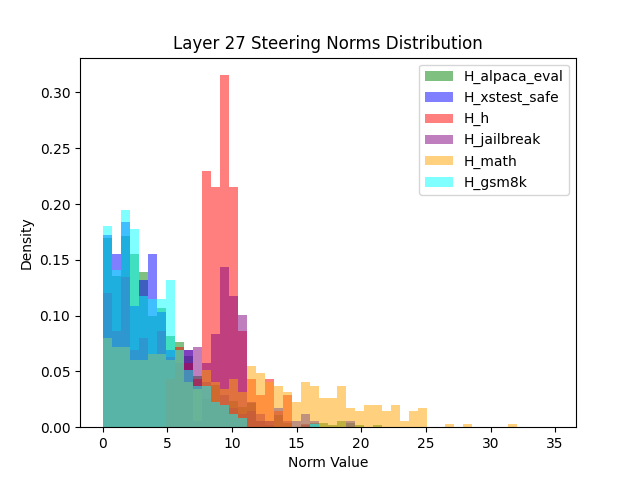 Layer 27 Steering Norms Distribution
H_alpaca_eval
H_xstest_safe
H_h
H_jailbreak
H_math
H_gsm8k
Density
0.30
0.25
0.20
0.15
0.10
0.05
0.00
0 5 10 15 20 25 30 35
Norm Value